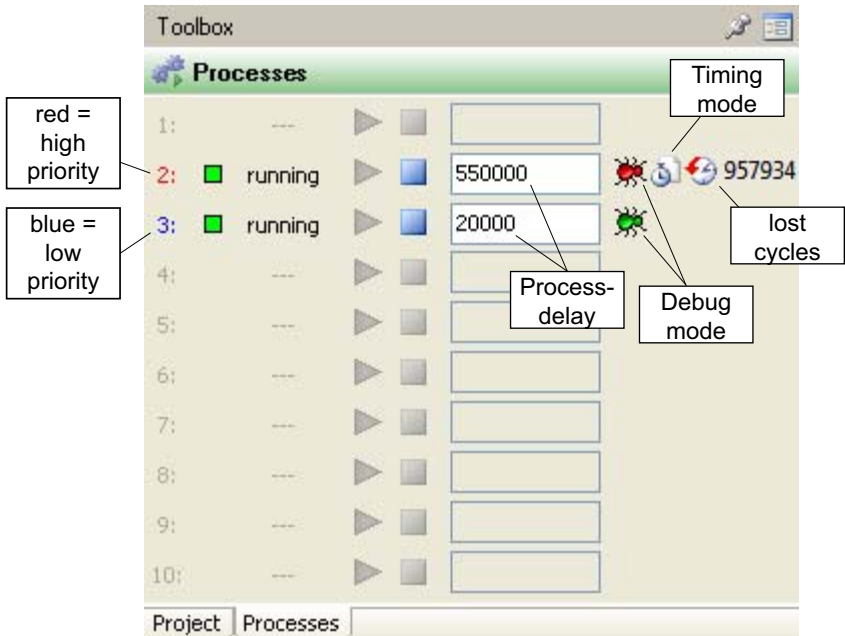 Toolbox
Processes
Timing
mode
red =
high
priority
1: ---
2: running 550000 957934
blue =
low
priority
3: running 20000
lost
cycles
4: ---
Process-
delay
Debug
mode
5: ---
6: ---
7: ---
8: ---
9: ---
10: ---
Project Processes